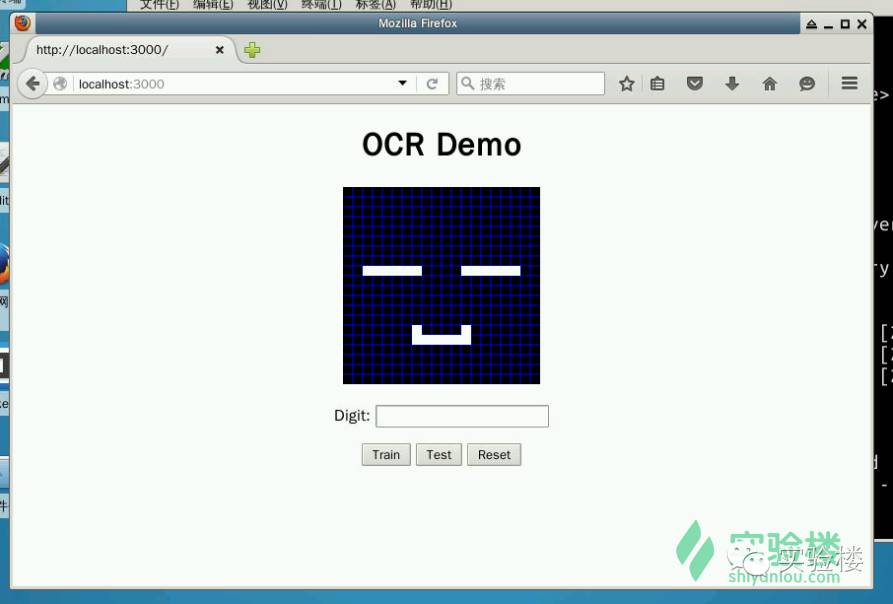 文件(F) 编辑(E) 视图(V) 终端(T) 标签(A) 帮助(H)
Mozilla Firefox
http://localhost:3000/
localhost:3000
搜索
OCR Demo
Digit:
Train Test Reset
实验楼
实验楼
shiyanlou.com